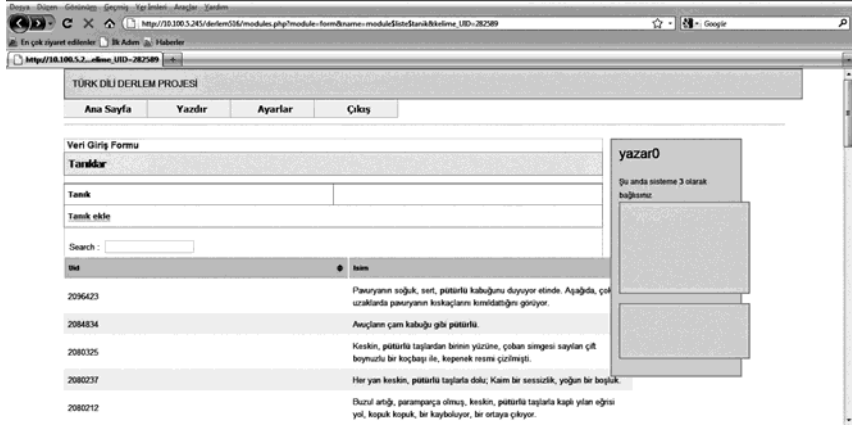 Dosya Düzen Görünüm Geçmiş Yer İmleri Araçlar Yardım
http://10.100.5.245/derlem516/modules.php?module=form&name=module$liste$tanik&kelime_UID=282589
Google
En çok ziyaret edilenler İlk Adım Haberler
http://10.100.5.2...elime_UID=282589
TÜRK DİLİ DERLEM PROJESİ
Ana Sayfa Yazdır Ayarlar Çıkış
Veri Giriş Formu
Tanıklar
Tanık
Tanık ekle
Search :
Uid İsim
2096423 Pavuryanın soğuk, sert, pütürlü kabuğunu duyuyor etinde. Aşağıda, çok
uzaklarda pavuryanın kıskaçlarını kımıldattığını görüyor.
2084834 Avuçların çam kabuğu gibi pütürlü.
2080325 Keskin, pütürlü taşlardan birinin yüzüne, çoban simgesi sayılan çift
boynuzlu bir koçbaşı ile, kepenek resmi çizilmişti.
2080237 Her yan keskin, pütürlü taşlarla dolu; Kaim bir sessizlik, yoğun bir boşluk.
2080212 Buzul artığı, paramparça olmuş, keskin, pütürlü taşlarla kaplı yılan eğrisi
yol, kopuk kopuk, bir kayboluyor, bir ortaya çıkıyor.
yazar0
Şu anda sisteme 3 olarak
bağlısınız.